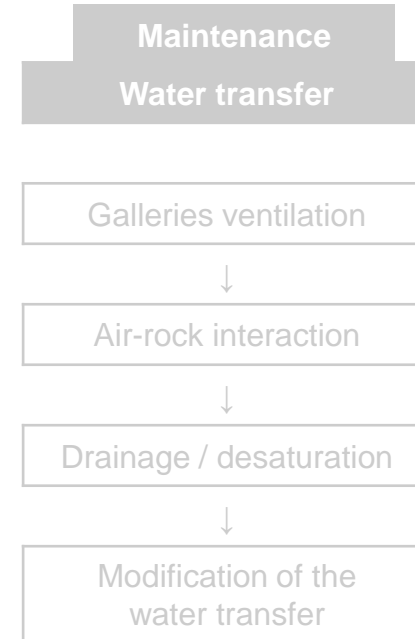 Maintenance
Water transfer
Galleries ventilation
↓
Air-rock interaction
↓
Drainage / desaturation
↓
Modification of the
water transfer